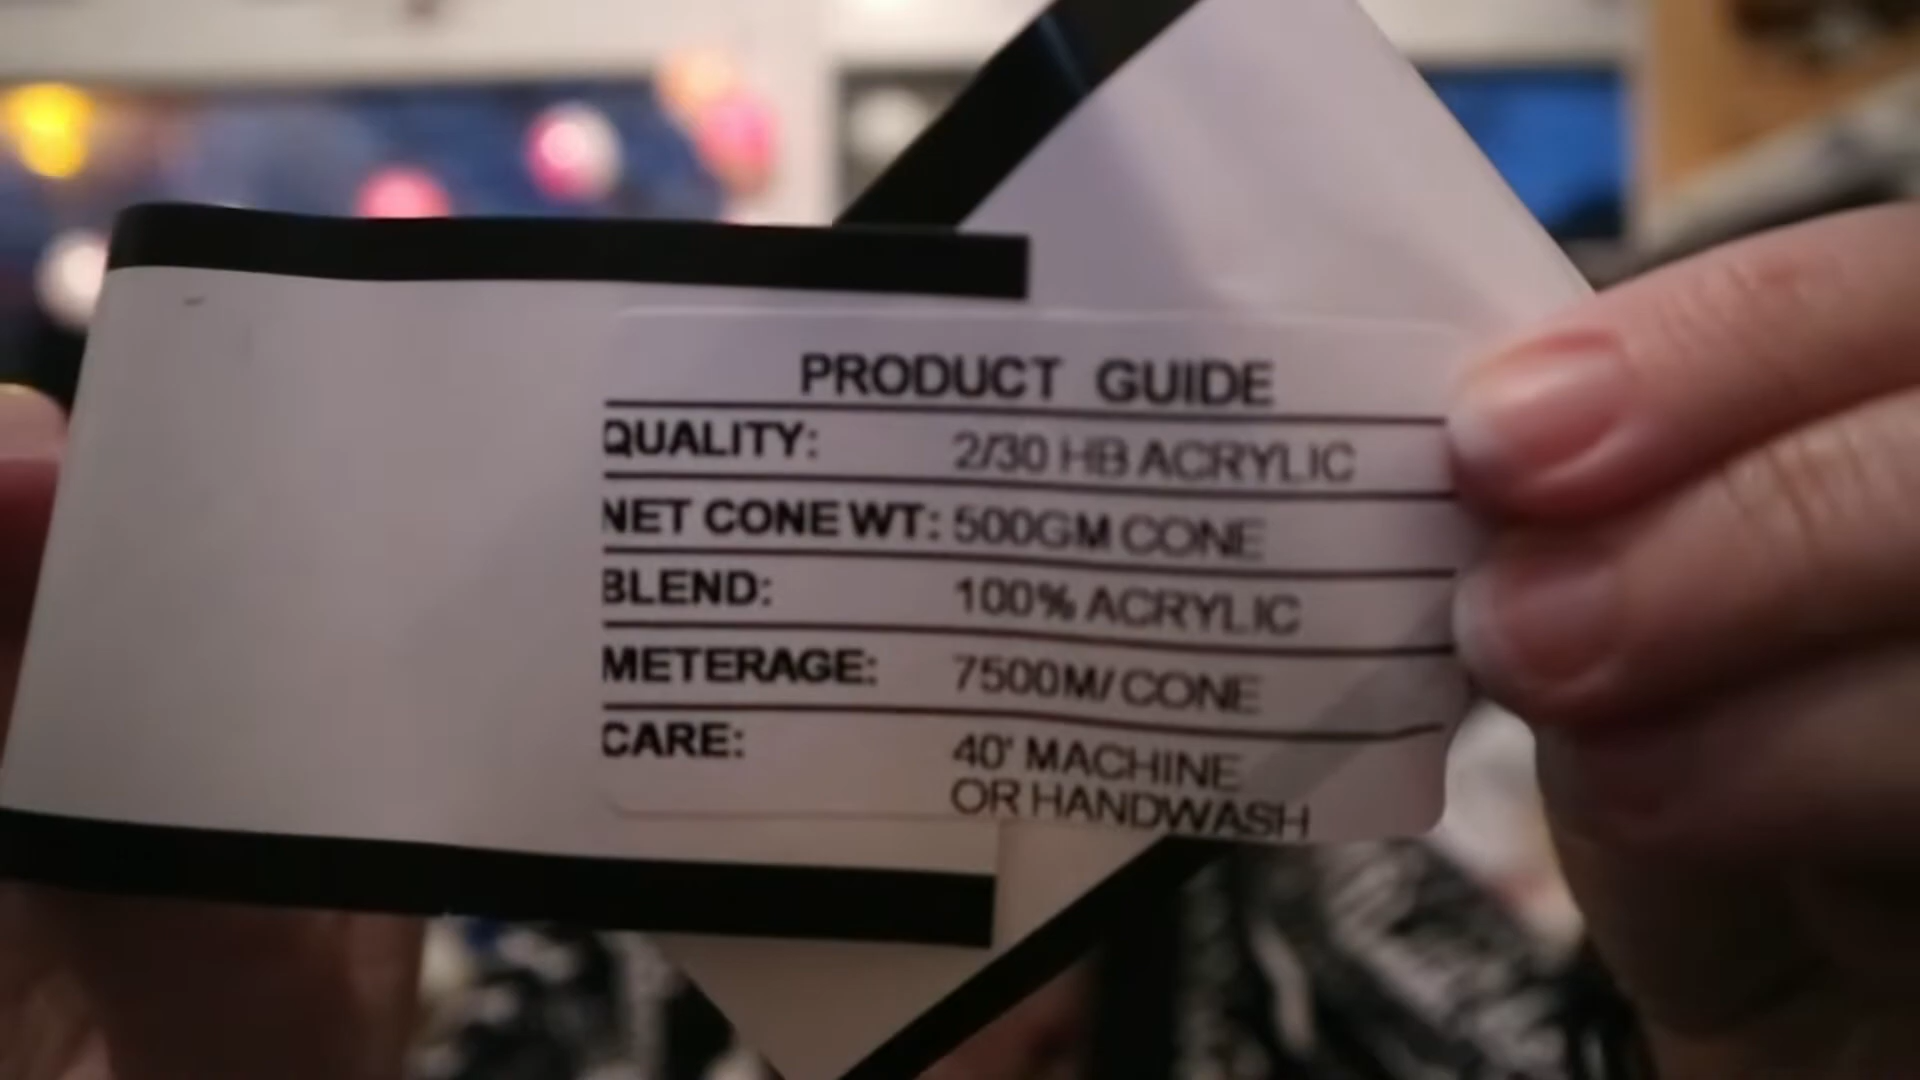 PRODUCT GUIDE
QUALITY: 2/30 HB ACRYLIC
NET CONE WT: 500GM CONE
BLEND: 100% ACRYLIC
METERAGE: 7500M/ CONE
CARE: 40' MACHINE
OR HANDWASH